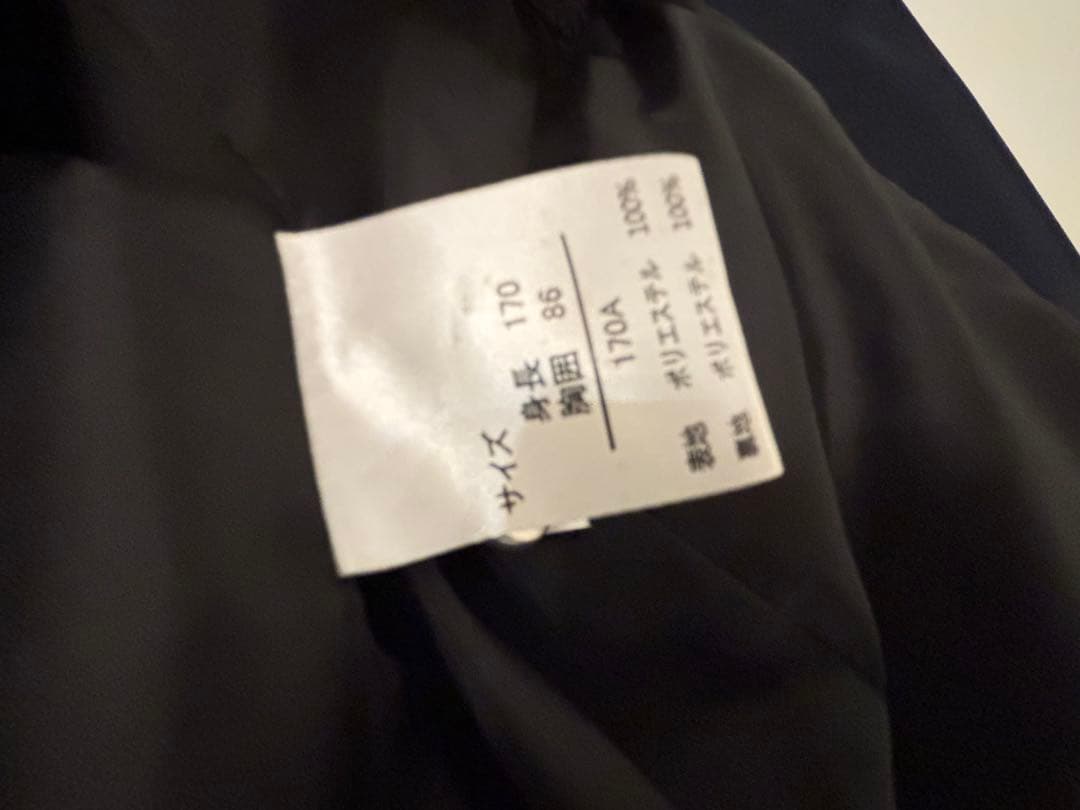 サイズ
身長 170
胸囲 86
170A
表地 ポリエステル 100%
裏地 ポリエステル 100%